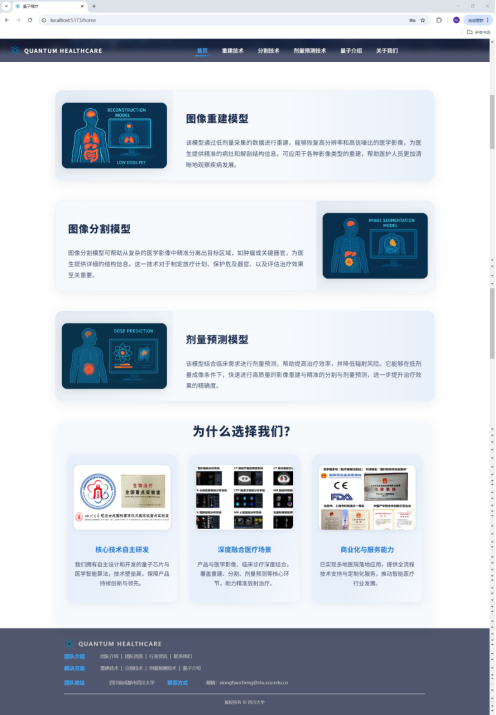 量子医疗
localhost:5173/home
QUANTUM HEALTHCARE
首页 重建技术 分割技术 剂量预测技术 量子介绍 关于我们
RECONSTRUCTION
MODEL
LOW DOSE PET
图像重建模型
该模型通过低剂量采集的数据进行重建，能够恢复高分辨率和高信噪比的医学影像，为医
生提供精准的病灶和解剖结构信息。可应用于各种影像类型的重建，帮助医护人员更加清
晰地观察疾病发展。
图像分割模型
图像分割模型可帮助从复杂的医学影像中精准分离出目标区域，如肿瘤或关键器官，为医
生提供详细的结构信息。这一技术对于制定放疗计划、保护危及器官、以及评估治疗效果
至关重要。
IMAGE SEGMENTATION
MODEL
DOSE PREDICTION
剂量预测模型
该模型结合临床需求进行剂量预测，帮助提高治疗效率，并降低辐射风险。它能够在低剂
量成像条件下，快速进行高质量的影像重建与精准的分割与剂量预测，进一步提升疗效
果的精确度。
为什么选择我们？
生物治疗
全国重点实验室
CE
FDA
核心技术自主研发
我们拥有自主设计和开发的量子芯片与
医学智能算法，技术壁垒高，保障产品
持续创新与领先。
深度融合医疗场景
产品与医学影像、临床诊疗深度结合，
覆盖重建、分割、剂量预测等核心环
节，助力精准放射治疗。
商业化与服务能力
已实现多地医院落地应用，提供全流程
技术支持与定制化服务，推动智能医疗
行业发展。
QUANTUM HEALTHCARE
团队介绍 团队介绍 | 团队资质 | 行业资讯 | 联系我们
解决方案 重建技术 | 分割技术 | 剂量预测技术 | 量子介绍
团队地址 四川省成都市四川大学 联系方式
版权所有 © 四川大学